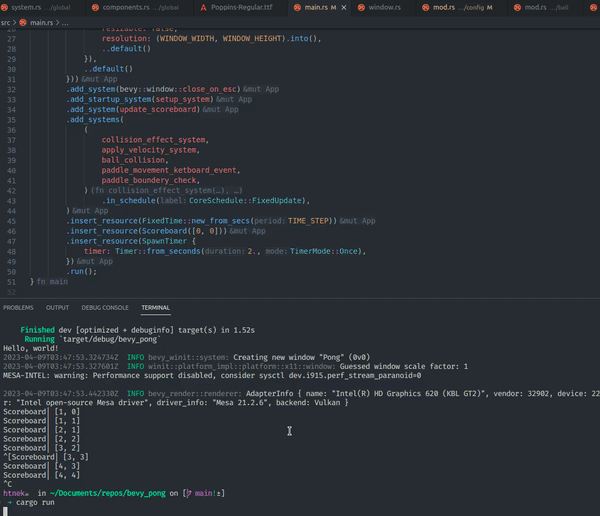 system.rs .../global
components.rs .../global
Poppins-Regular.ttf
main.rs M
window.rs
mod.rs .../config M
mod.rs .../ball
src > main.rs > ...
27 resolution: (WINDOW_WIDTH, WINDOW_HEIGHT).into(),
28 ..default()
29 }),
30 ..default()
31 }))&mut App
32 .add_system(bevy::window::close_on_esc)&mut App
33 .add_startup_system(setup_system)&mut App
34 .add_system(update_scoreboard)&mut App
35 .add_systems(
36 (
37 collision_effect_system,
38 apply_velocity_system,
39 ball_collision,
40 paddle_movement_ketboard_event,
41 paddle_boundary_check,
42 )fn collision_effect_system(…), …)
43 .in_schedule(label:CoreSchedule::FixedUpdate),
44 )&mut App
45 .insert_resource(FixedTime::new_from_secs(period:TIME_STEP))&mut App
46 .insert_resource(Scoreboard([0, 0]))&mut App
47 .insert_resource(SpawnTimer {
48 timer: Timer::from_seconds(duration:2., mode:TimerMode::Once),
49 })&mut App
50 .run();
51 }fn main
52
PROBLEMS OUTPUT DEBUG CONSOLE TERMINAL
Finished dev [optimized + debuginfo] target(s) in 1.52s
Running `target/debug/bevy_pong`
Hello, world!
2023-04-09T03:47:53.324734Z INFO bevy_winit::system: Creating new window "Pong" (0v0)
2023-04-09T03:47:53.327601Z INFO winit::platform_impl::platform::x11::window: Guessed window scale factor: 1
MESA-INTEL: warning: Performance support disabled, consider sysctl dev.i915.perf_stream_paranoid=0
2023-04-09T03:47:53.442330Z INFO bevy_render::renderer: AdapterInfo { name: "Intel(R) HD Graphics 620 (KBL GT2)", vendor: 32902, device: 22
r: "Intel open-source Mesa driver", driver_info: "Mesa 21.2.6", backend: Vulkan }
Scoreboard| [1, 0]
Scoreboard| [1, 1]
Scoreboard| [2, 1]
Scoreboard| [2, 2]
Scoreboard| [3, 2]
^[Scoreboard| [3, 3]
Scoreboard| [4, 3]
Scoreboard| [4, 4]
^C
in ~/Documents/repos/bevy_pong on [ main!±]
→ cargo run